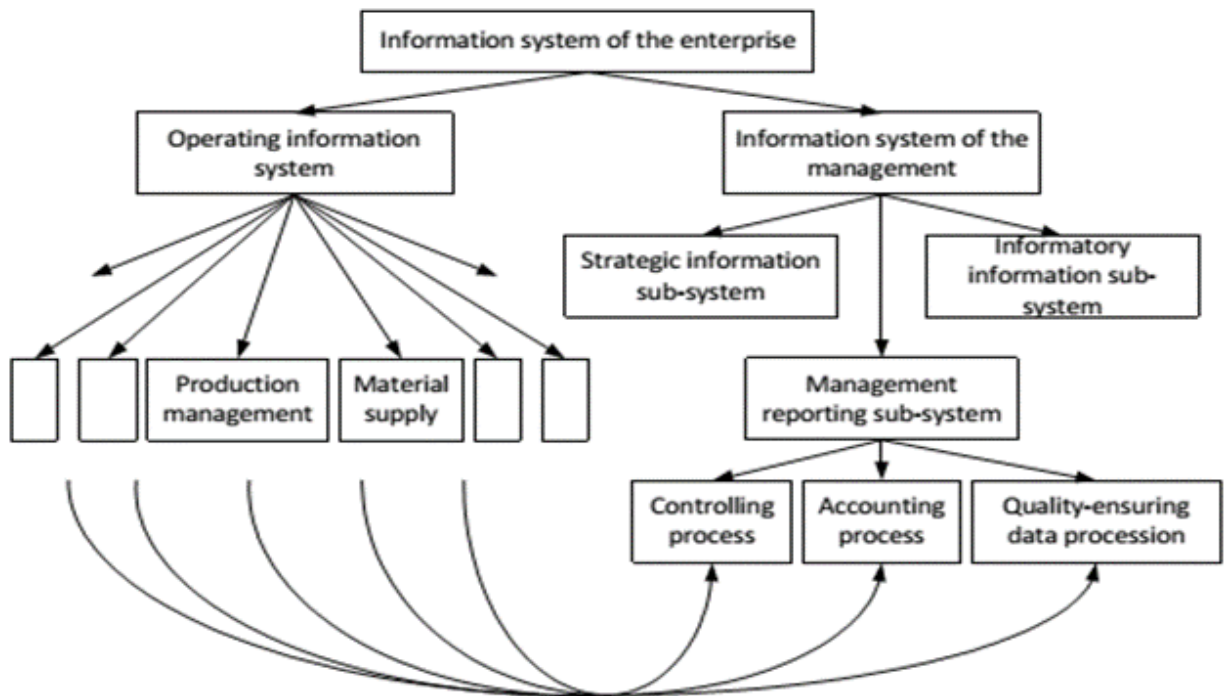 Information system of the enterprise
Operating information
system
Information system of the
management
Strategic information
sub-system
Informatory
information sub-
system
Production
management
Material
supply
Management
reporting sub-system
Controlling
process
Accounting
process
Quality-ensuring
data procession